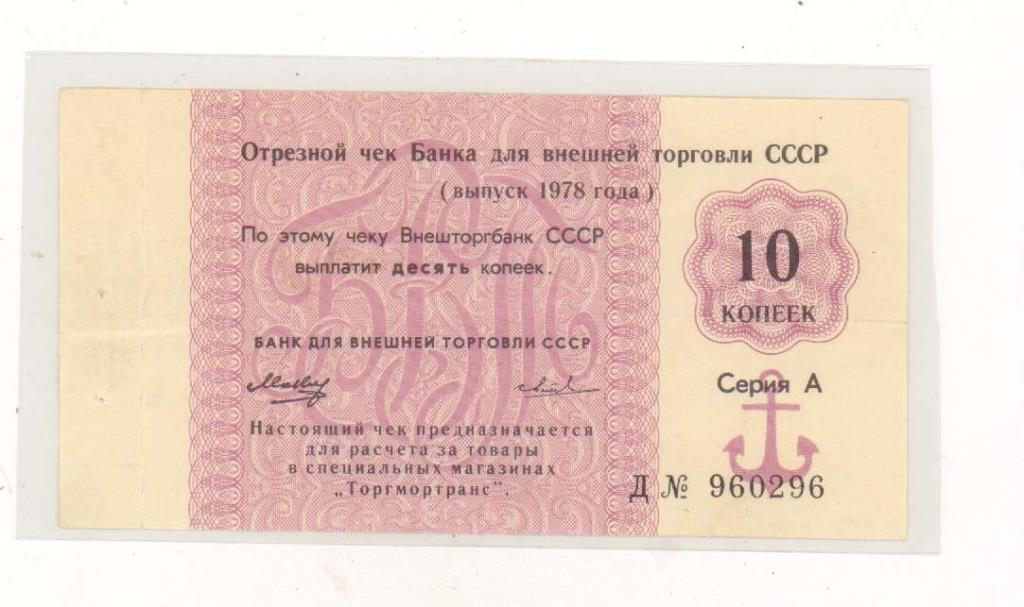 Отрезной чек Банка для внешней торговли СССР
( выпуск 1978 года )
По этому чеку Внешторгбанк СССР
выплатит десять копеек.
10
КОПЕЕК
БАНК ДЛЯ ВНЕШНЕЙ ТОРГОВЛИ СССР
Серия А
Настоящий чек предназначается
для расчета за товары
в специальных магазинах
„Торгмортранс".
Д № 960296